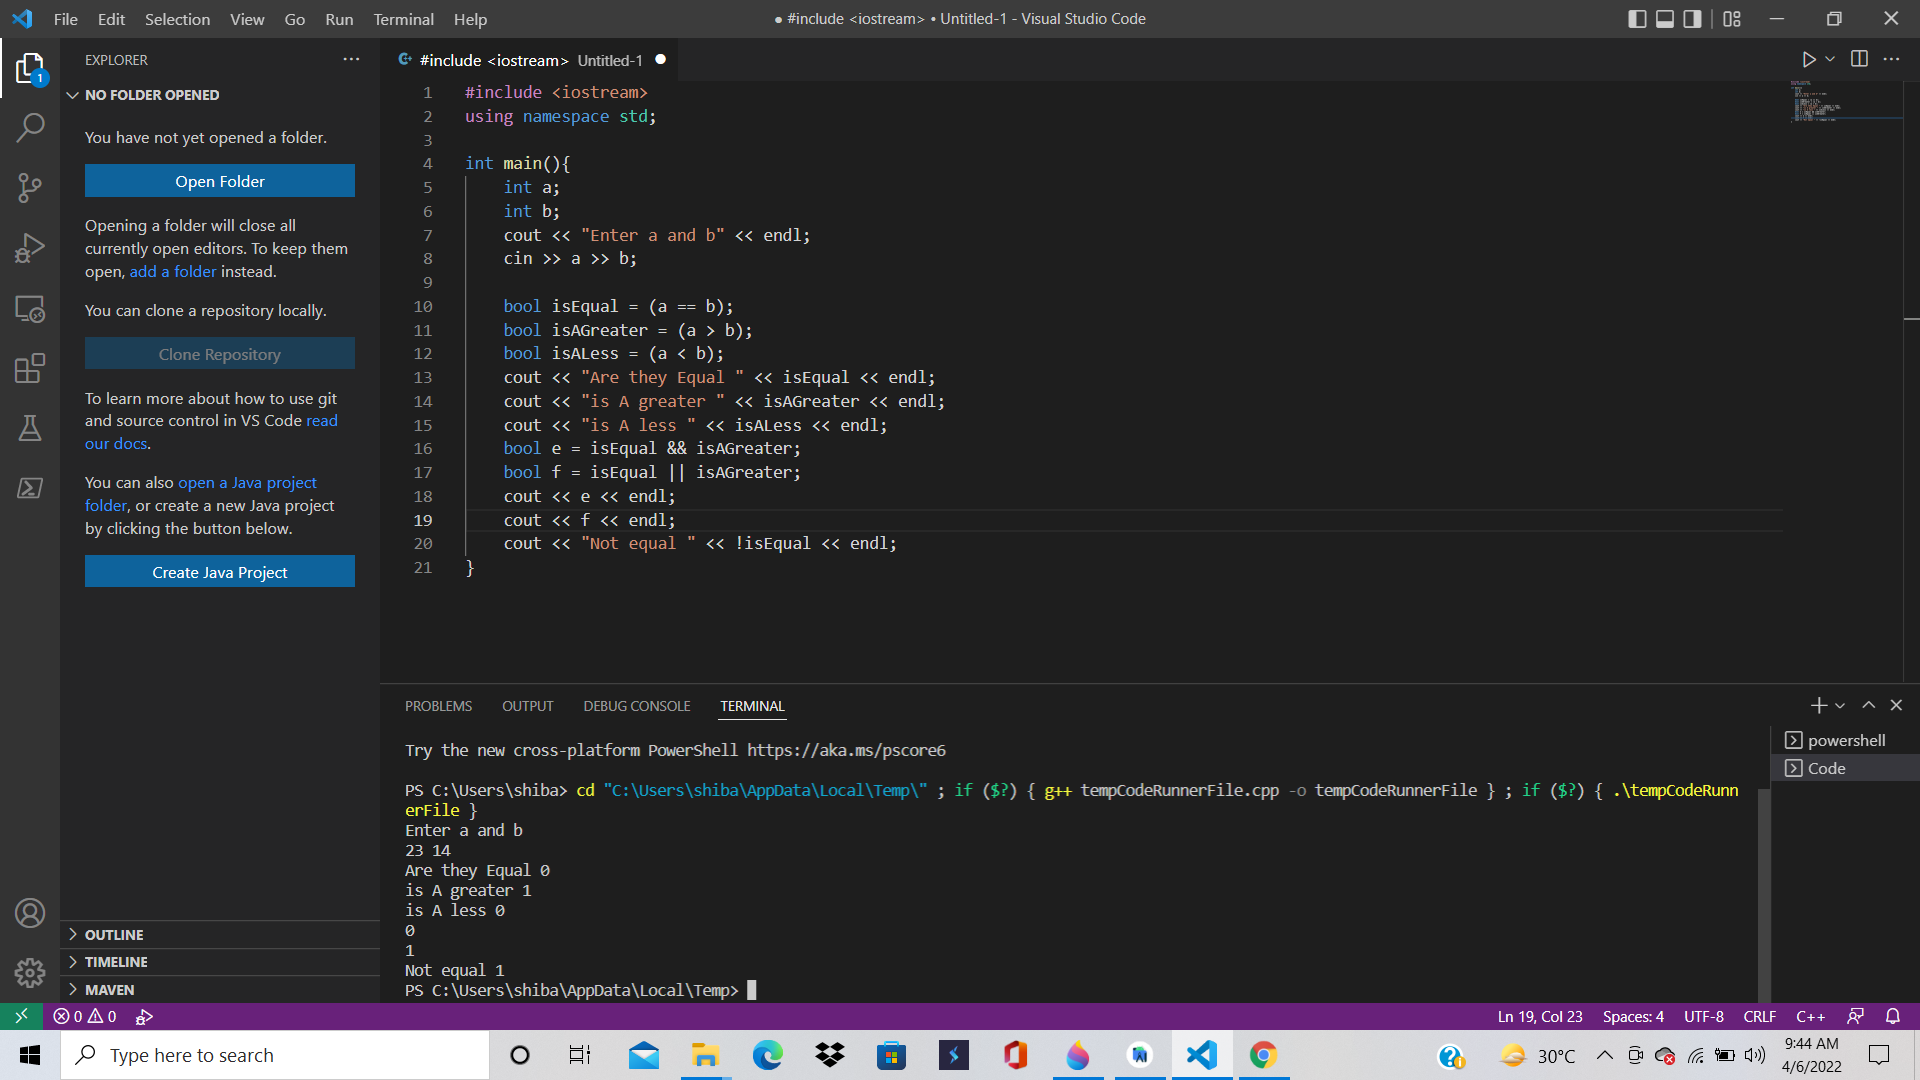 File Edit Selection View Go Run Terminal Help
● #include <iostream> • Untitled-1 - Visual Studio Code
EXPLORER
1
NO FOLDER OPENED
You have not yet opened a folder.
Open Folder
Opening a folder will close all
currently open editors. To keep them
open, add a folder instead.
You can clone a repository locally.
Clone Repository
To learn more about how to use git
and source control in VS Code read
our docs.
You can also open a Java project
folder, or create a new Java project
by clicking the button below.
Create Java Project
OUTLINE
TIMELINE
MAVEN
#include <iostream> Untitled-1 ●
1 #include <iostream>
2 using namespace std;
3
4 int main(){
5 int a;
6 int b;
7 cout << "Enter a and b" << endl;
8 cin >> a >> b;
9
10 bool isEqual = (a == b);
11 bool isAGreater = (a > b);
12 bool isALess = (a < b);
13 cout << "Are they Equal " << isEqual << endl;
14 cout << "is A greater " << isAGreater << endl;
15 cout << "is A less " << isALess << endl;
16 bool e = isEqual && isAGreater;
17 bool f = isEqual || isAGreater;
18 cout << e << endl;
19 cout << f << endl;
20 cout << "Not equal " << !isEqual << endl;
21 }
PROBLEMS OUTPUT DEBUG CONSOLE TERMINAL
Try the new cross-platform PowerShell https://aka.ms/pscore6
PS C:\Users\shiba> cd "C:\Users\shiba\AppData\Local\Temp\" ; if ($?) { g++ tempCodeRunnerFile.cpp -o tempCodeRunnerFile } ; if ($?) { .\tempCodeRunn
erFile }
Enter a and b
23 14
Are they Equal 0
is A greater 1
is A less 0
0
1
Not equal 1
PS C:\Users\shiba\AppData\Local\Temp>
powershell
Code
0 0
Ln 19, Col 23 Spaces: 4 UTF-8 CRLF C++
Type here to search
30°C
9:44 AM
4/6/2022